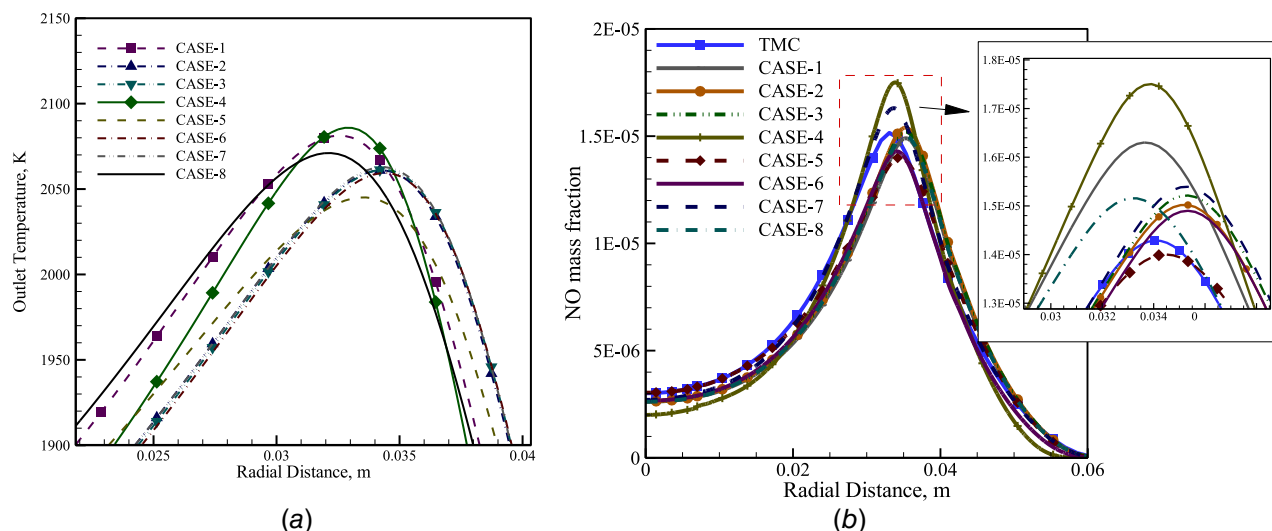 2150
2100
2050
2000
1950
1900
Outlet Temperature, K
CASE-1
CASE-2
CASE-3
CASE-4
CASE-5
CASE-6
CASE-7
CASE-8
0.025
0.03
0.035
0.04
Radial Distance, m
(a)
2E-05
1.5E-05
1E-05
5E-06
0
NO mass fraction
TMC
CASE-1
CASE-2
CASE-3
CASE-4
CASE-5
CASE-6
CASE-7
CASE-8
0
0.02
0.04
0.06
Radial Distance, m
1.8E-05
1.7E-05
1.6E-05
1.5E-05
1.4E-05
1.3E-05
0.03
0.032
0.034
0
(b)